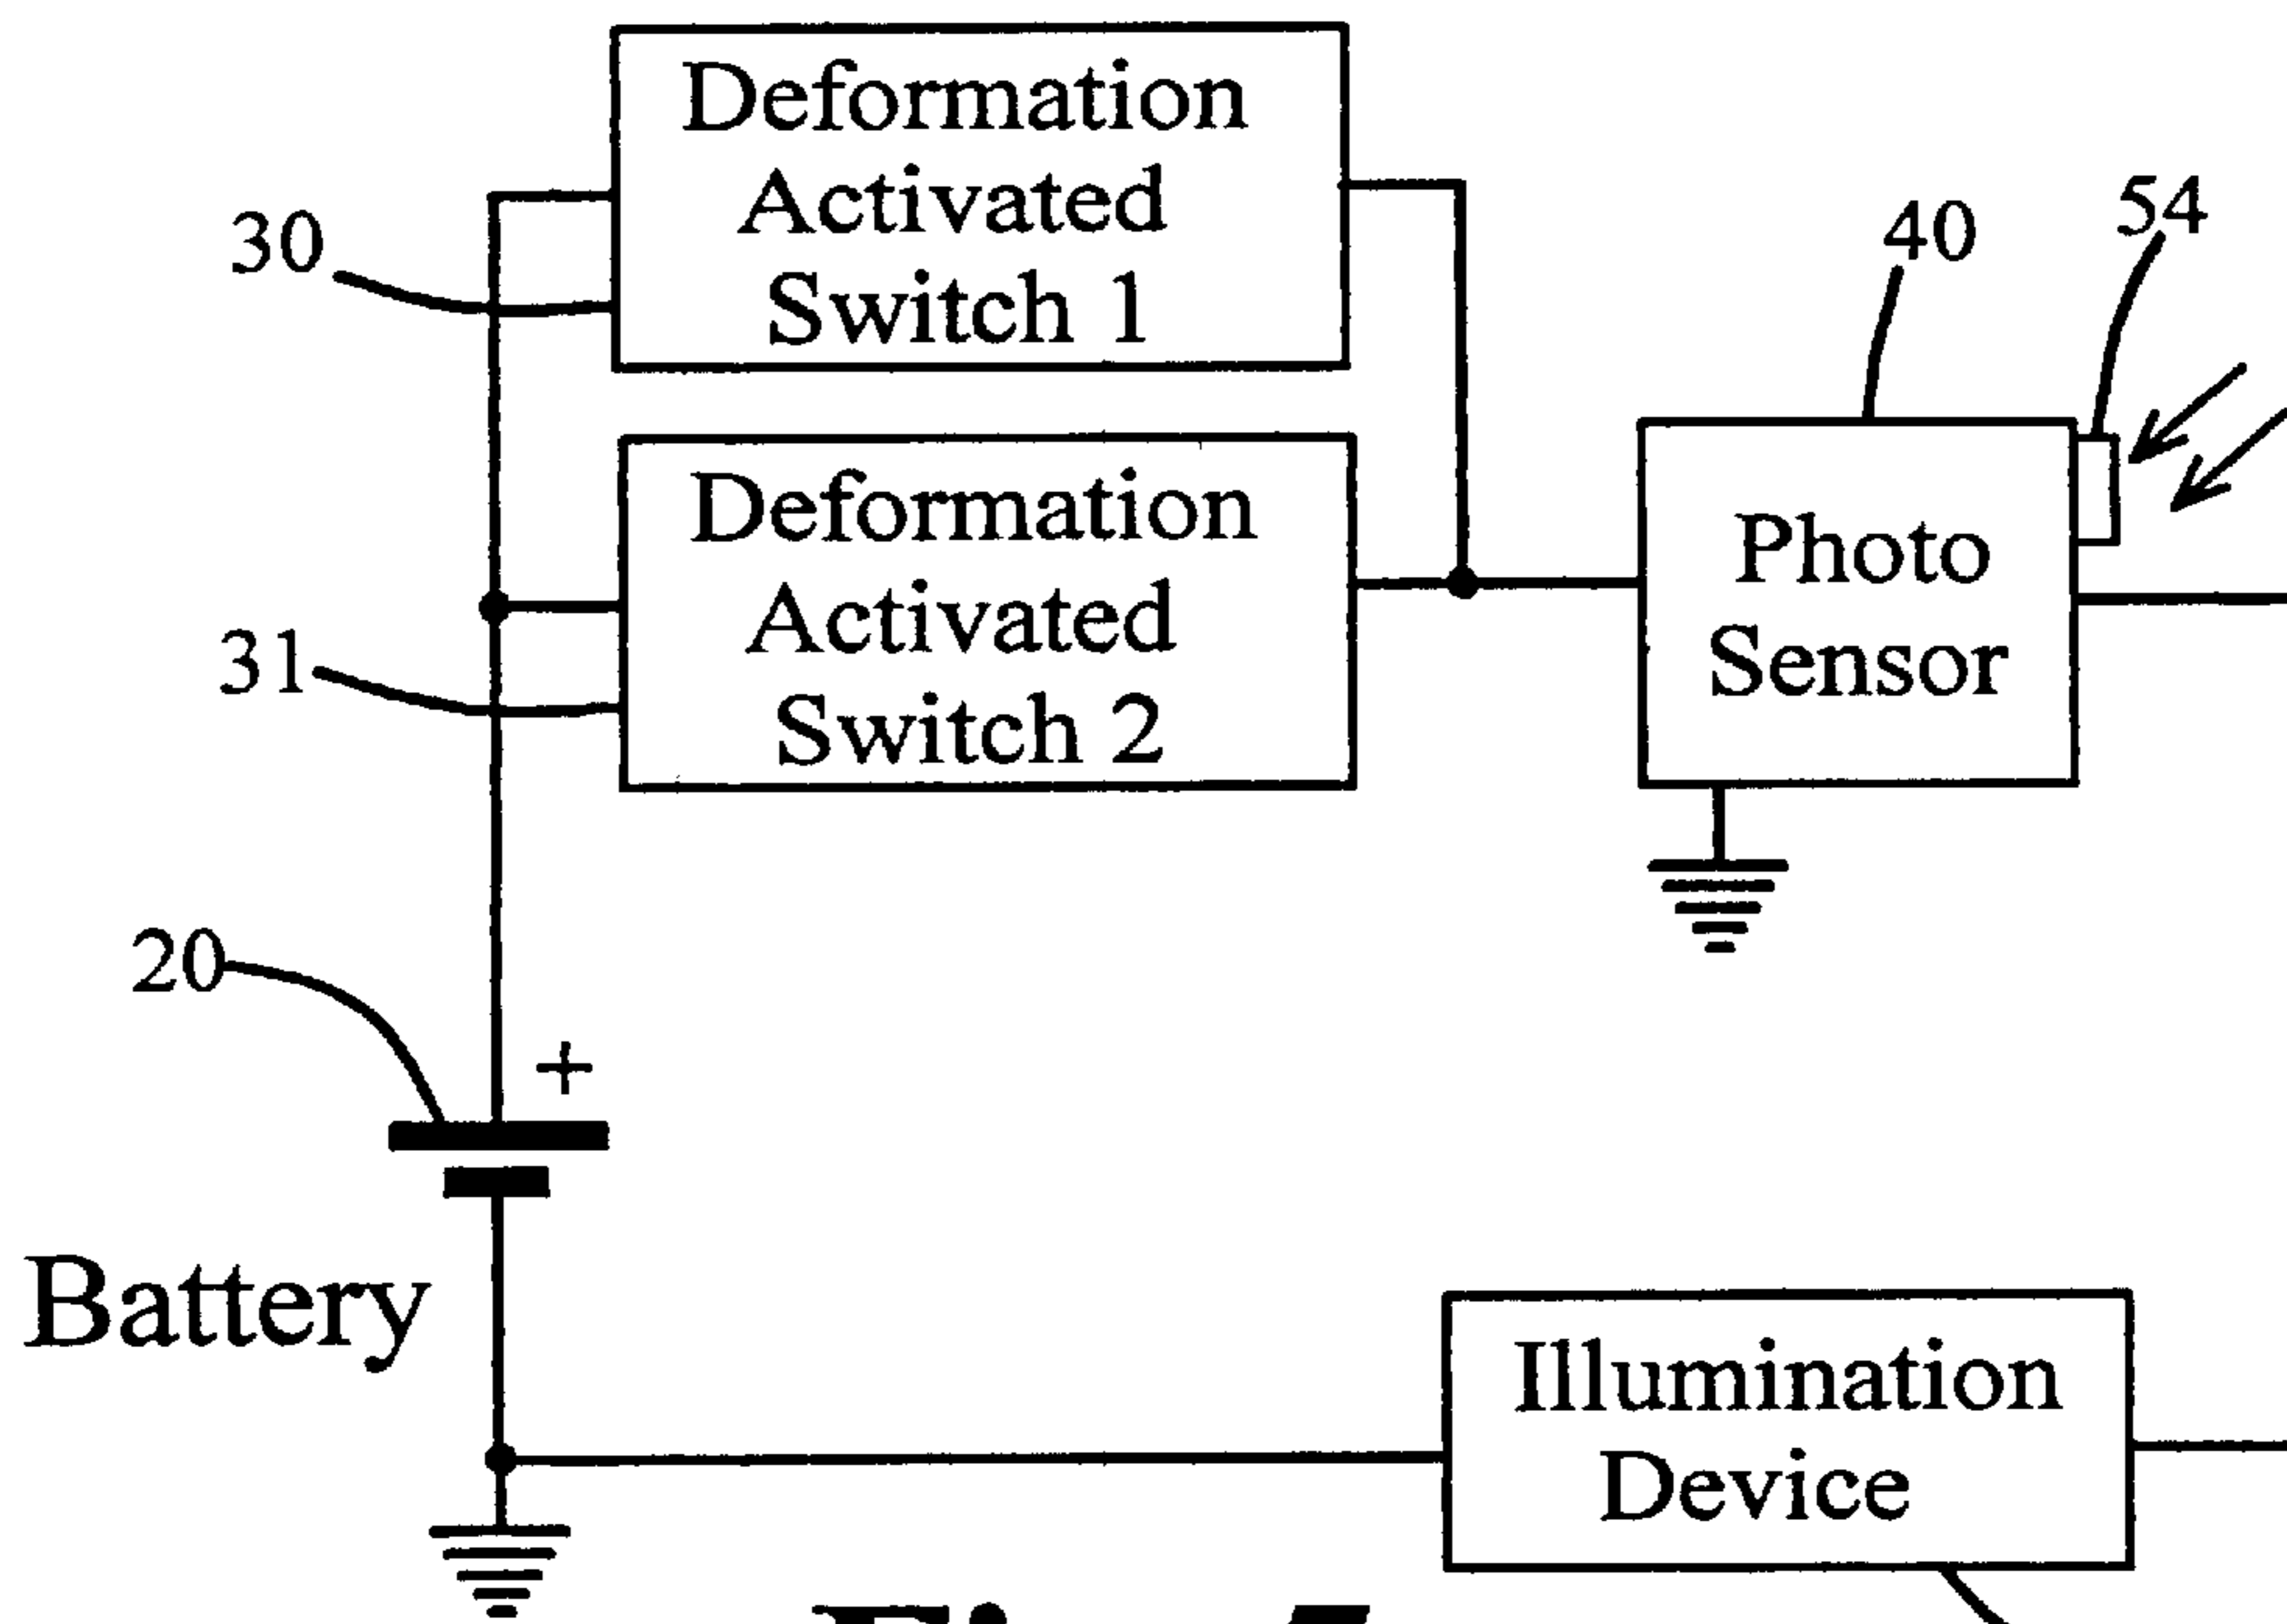 Deformation
Activated
Switch 1
30
Deformation
Activated
Switch 2
31
40
54
Photo
Sensor
20
+
Battery
Illumination
Device